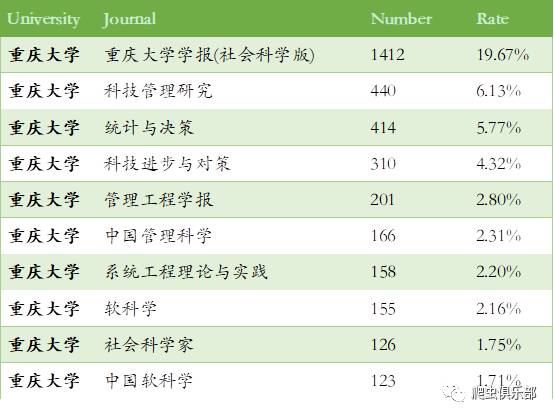 University Journal Number Rate
重庆大学 重庆大学学报(社会科学版) 1412 19.67%
重庆大学 科技管理研究 440 6.13%
重庆大学 统计与决策 414 5.77%
重庆大学 科技进步与对策 310 4.32%
重庆大学 管理工程学报 201 2.80%
重庆大学 中国管理科学 166 2.31%
重庆大学 系统工程理论与实践 158 2.20%
重庆大学 软科学 155 2.16%
重庆大学 社会科学家 126 1.75%
重庆大学 中国软科学 123 1.71%
爬虫俱乐部